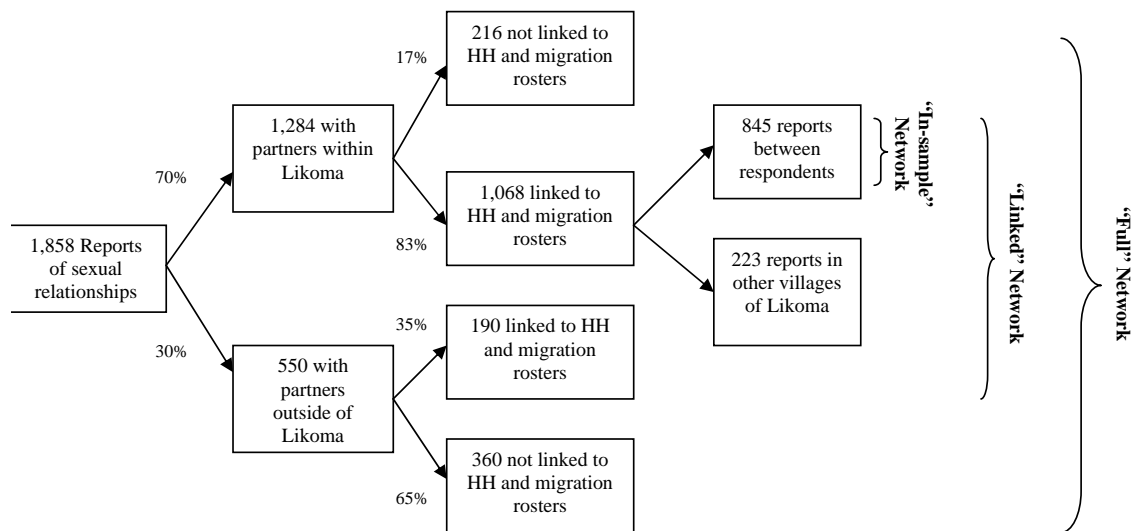 1,858 Reports
of sexual
relationships
70%
30%
1,284 with
partners within
Likoma
550 with
partners
outside of
Likoma
17%
83%
35%
65%
216 not linked to
HH and migration
rosters
1,068 linked to
HH and migration
rosters
190 linked to HH
and migration
rosters
360 not linked to
HH and migration
rosters
845 reports
between
respondents
223 reports in
other villages
of Likoma
“In-sample”
Network
“Linked” Network
“Full” Network